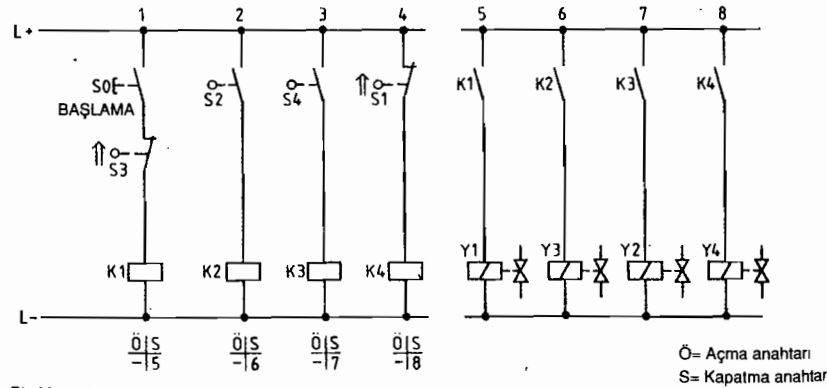 1 2 3 4 5 6 7 8
L+
S0 S2 S4 S1 K1 K2 K3 K4
BAŞLAMA
S3
Y1 Y3 Y2 Y4
K1 K2 K3 K4
L-
Ö S Ö S Ö S Ö S
- 5 - 6 - 7 - 8
Ö= Açma anahtarı
S= Kapatma anahtar